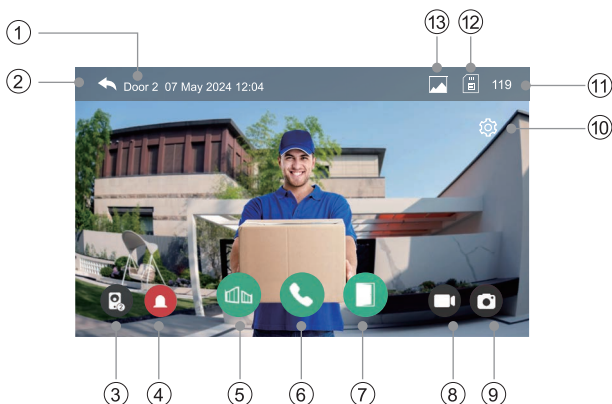 ① ⑬ ⑫
② Door 2 07 May 2024 12:04 119 ⑪
⑩
③ ④ ⑤ ⑥ ⑦ ⑧ ⑨